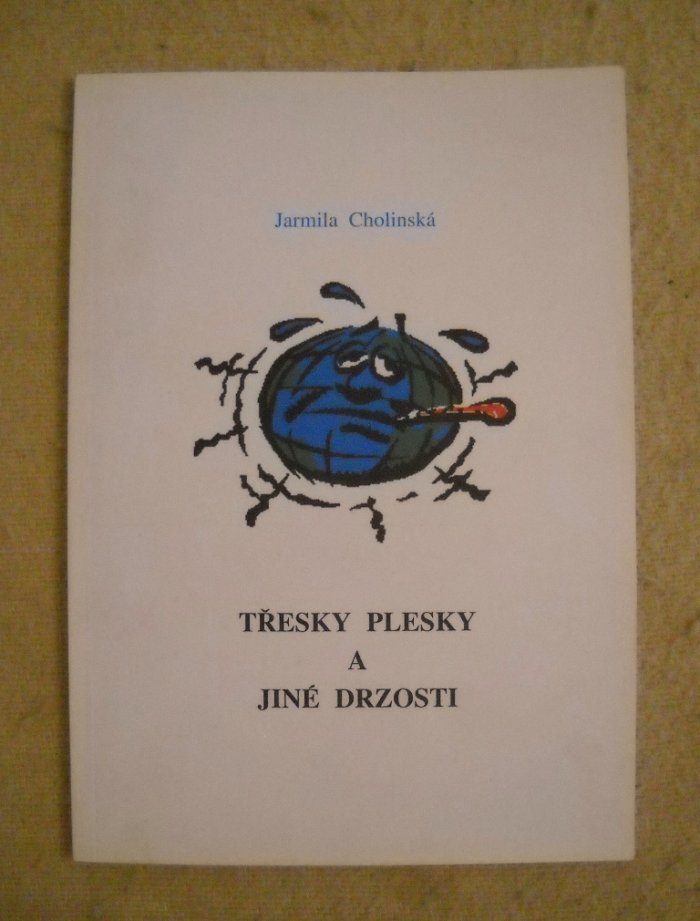 Jarmila Cholinská
TŘESKY PLESKY
A
JINÉ DRZOSTI